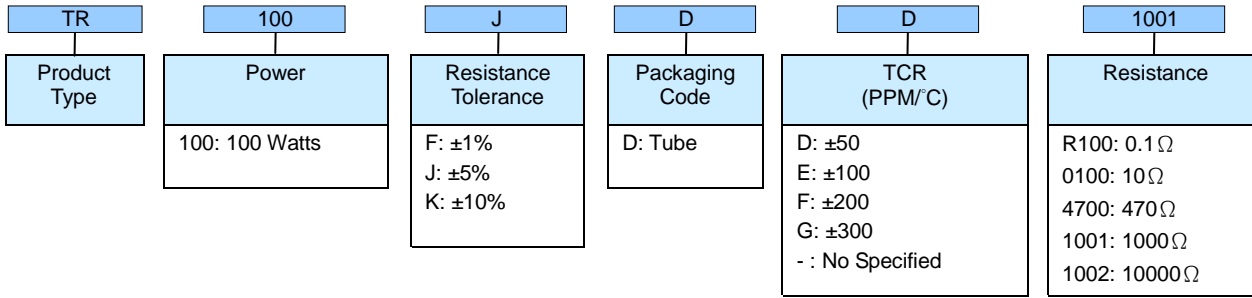 TR
100
J
D
D
1001
Product
Type
Power
Resistance
Tolerance
Packaging
Code
TCR
(PPM/°C)
Resistance
100: 100 Watts
F: ±1%
J: ±5%
K: ±10%
D: Tube
D: ±50
E: ±100
F: ±200
G: ±300
- : No Specified
R100: 0.1Ω
0100: 10Ω
4700: 470Ω
1001: 1000Ω
1002: 10000Ω